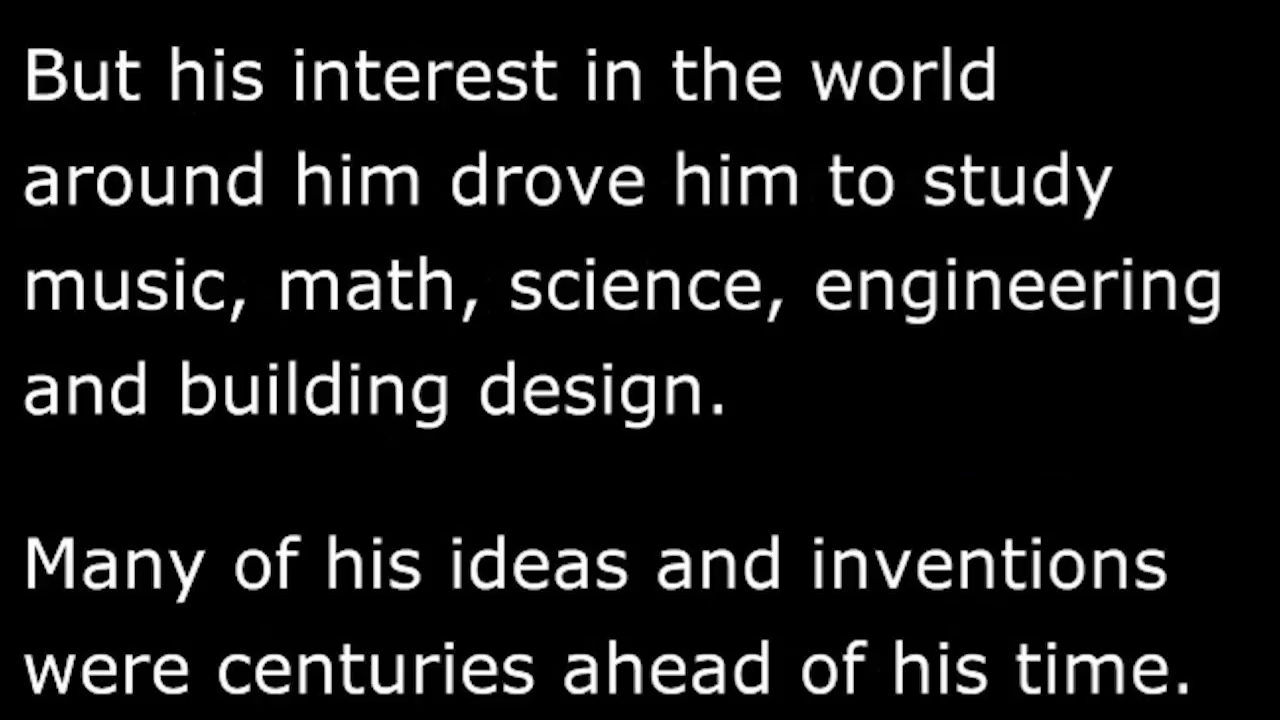 But his interest in the world
around him drove him to study
music, math, science, engineering
and building design.
Many of his ideas and inventions
were centuries ahead of his time.